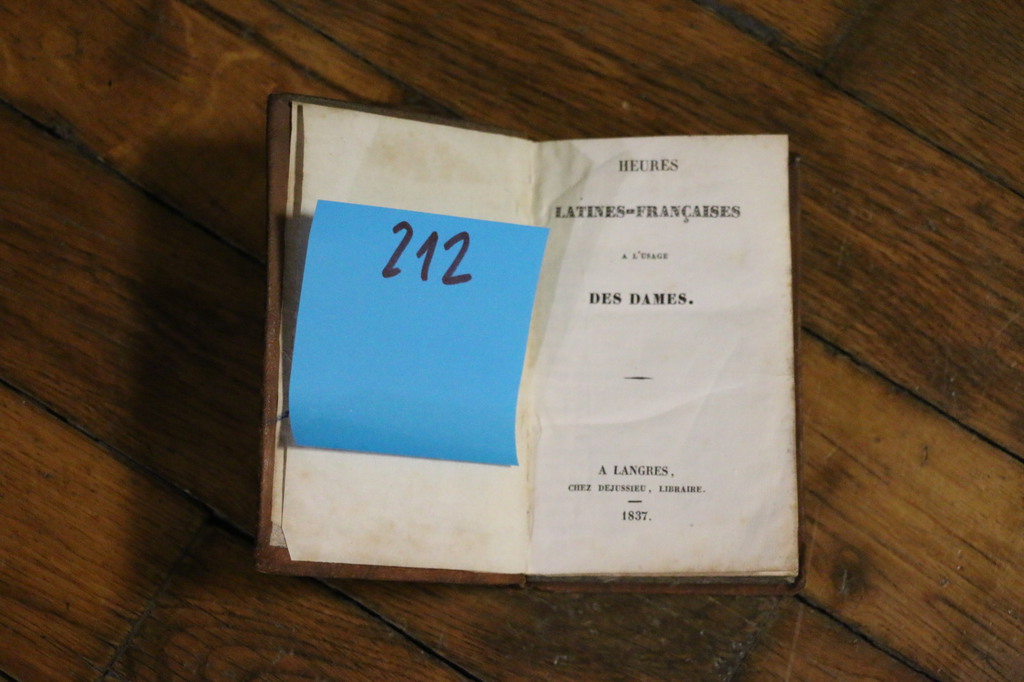 212
HEURES
LATINES-FRANÇAISES
A L'USAGE
DES DAMES.
A LANGRES,
CHEZ DEJUSSIEU, LIBRAIRE.
1837.